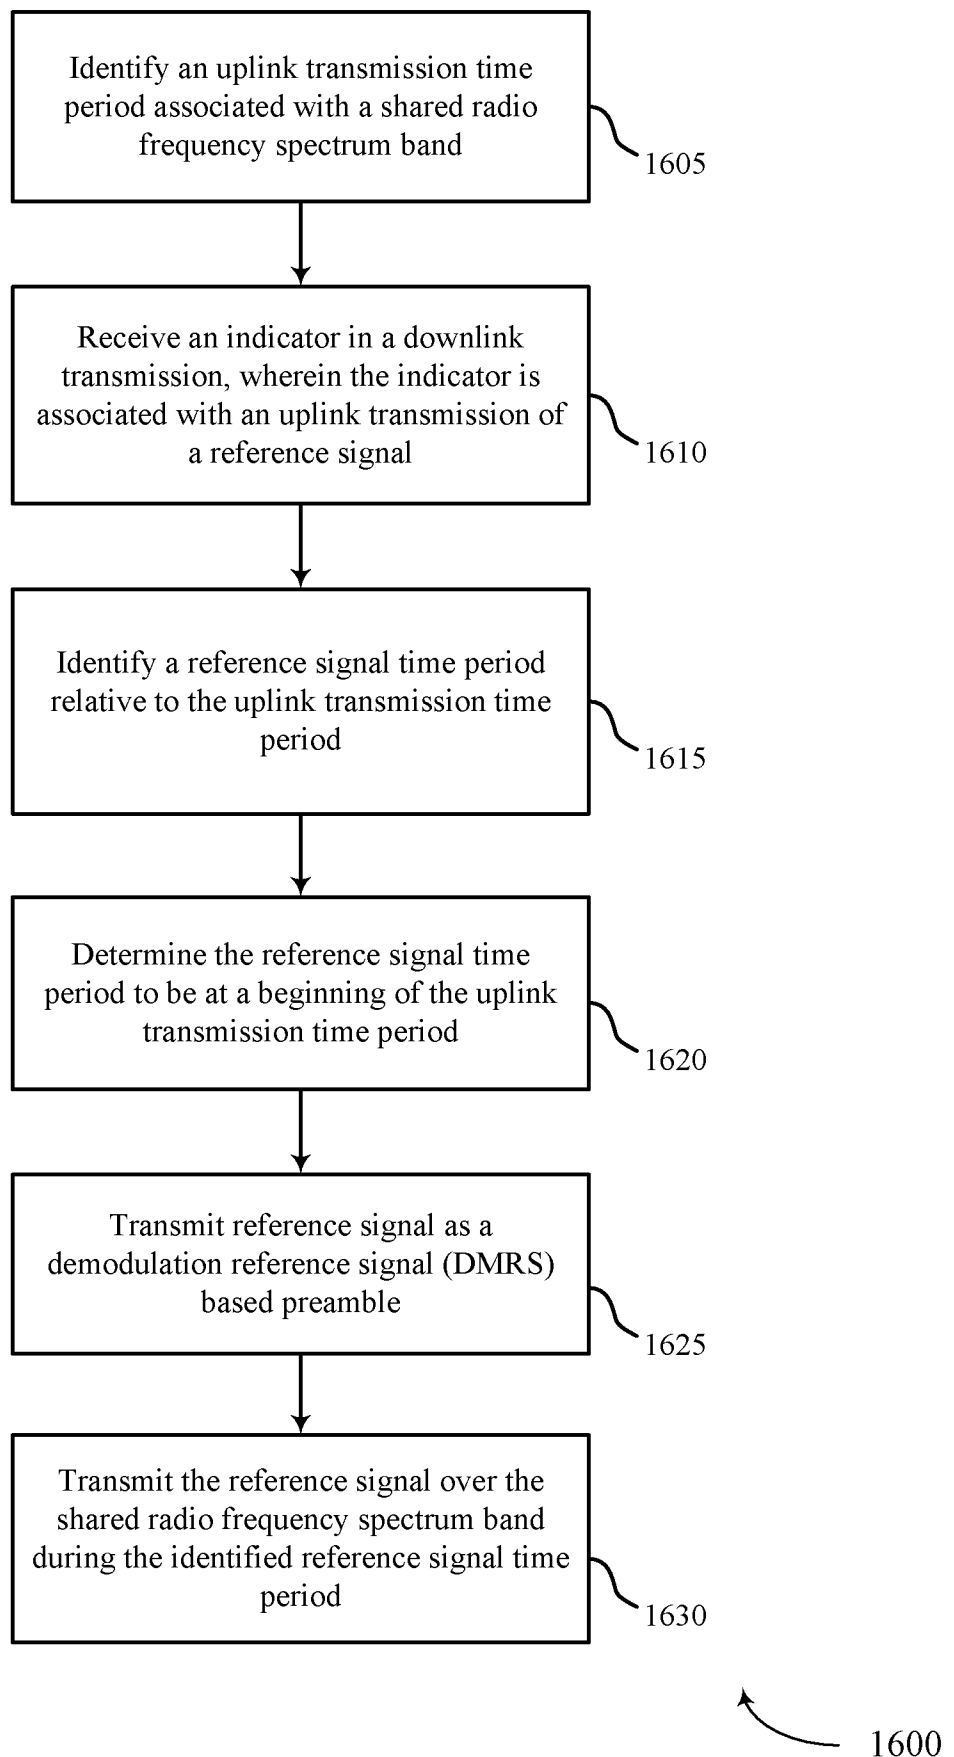 Identify an uplink transmission time
period associated with a shared radio
frequency spectrum band
1605
Receive an indicator in a downlink
transmission, wherein the indicator is
associated with an uplink transmission of
a reference signal
1610
Identify a reference signal time period
relative to the uplink transmission time
period
1615
Determine the reference signal time
period to be at a beginning of the uplink
transmission time period
1620
Transmit reference signal as a
demodulation reference signal (DMRS)
based preamble
1625
Transmit the reference signal over the
shared radio frequency spectrum band
during the identified reference signal time
period
1630
1600